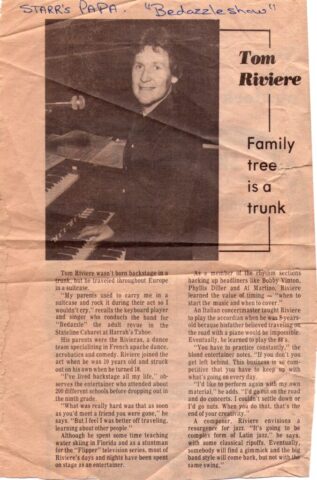 STARR'S PAPA. "Bedazzleshaw"
Tom
Riviere
Family
tree
is a
trunk
Tom Riviere wasn't born backstage in a
trunk, but he traveled throughout Europe
in a suitcase.
"My parents used to carry me in a
suitcase and rock it during their act so I
wouldn't cry," recalls the keyboard player
and singer who conducts the band for
"Bedazzle" the adult revue in the
Stateline Cabaret at Harrah's Tahoe.
His parents were the Rivieras, a dance
team specializing in French apache dance,
acrobatics and comedy. Riviere joined the
act when he was 10 years old and struck
out on his own when he turned 18.
"I've lived backstage all my life," ob-
serves the entertainer who attended about
200 different schools before dropping out in
the ninth grade.
"What was really hard was that as soon
as you'd meet a friend you were gone," he
says. "But I feel I was better off traveling,
learning about other people."
Although he spent some time teaching
water skiing in Florida and as a stuntman
for the "Flipper" television series, most of
Riviere's days and nights have been spent
on stage as an entertainer.
As a member of the rhythm sections
backing up headliners like Bobby Vinton,
Phyllis Diller and Al Martino, Riviere
learned the value of timing — "when to
start the music and when to cover."
An Italian concertmaster taught Riviere
to play the accordion when he was 8-years-
old because his father believed traveling on the
road with a piano would be impossible.
Eventually, he learned to play the 88's.
"You have to practice constantly," the
blond entertainer notes. "If you don't you
get left behind. This business is so com-
petitive that you have to keep up with
what's going on every day.
"I'd like to perform again with my own
material," he adds. "I'd go out on the road
and do concerts. I couldn't settle down or
I'd go nuts. When you do that, that's the
end of your creativity."
A composer, Riviere envisions a
resurgence for jazz. "It's going to be
complex form of Latin jazz," he says,
with some classical ripoffs. Eventually,
somebody will find a gimmick and the big
band style will come back, but not with the
same swing."